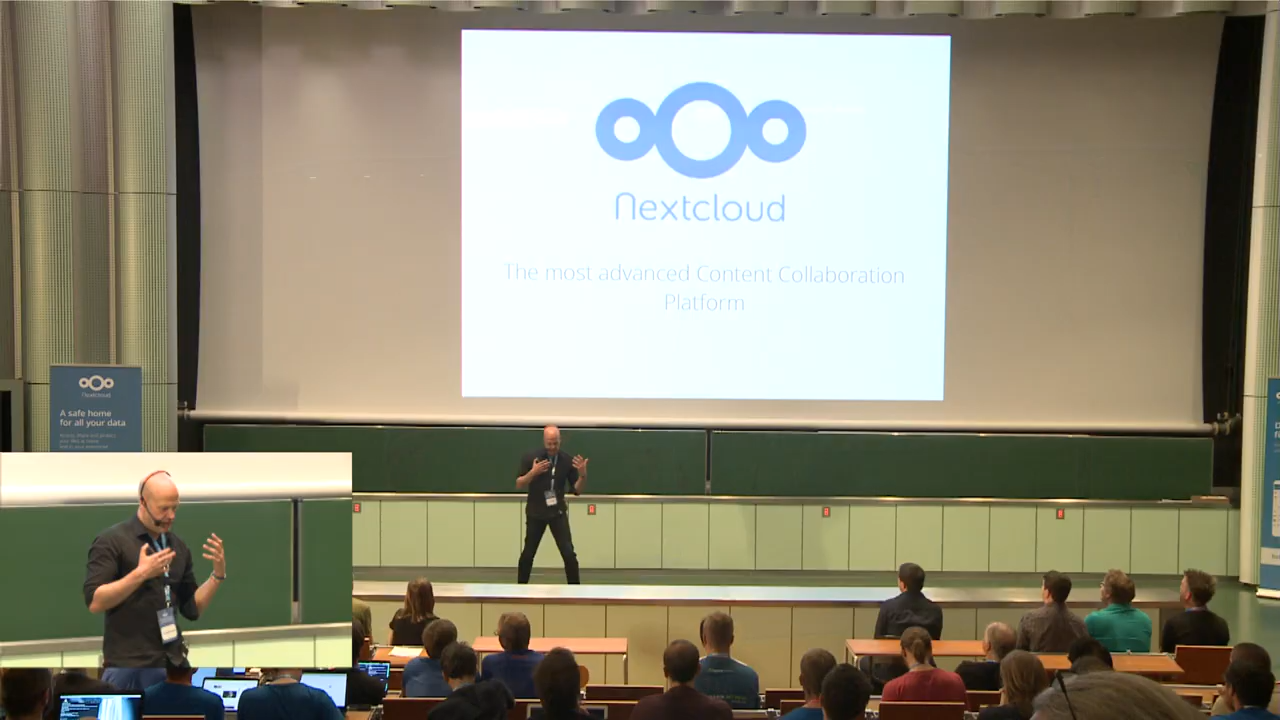 Nextcloud
The most advanced Content Collaboration
Platform
Nextcloud
A safe home
for all your data